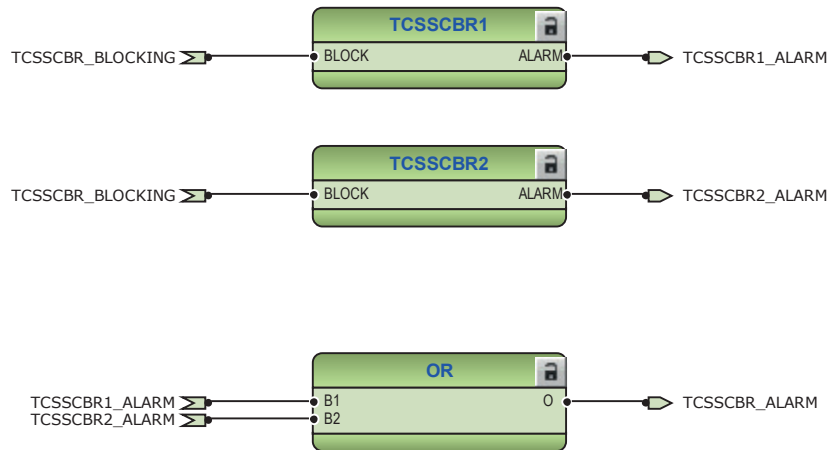 TCSSCBR1
TCSSCBR_BLOCKING BLOCK ALARM TCSSCBR1_ALARM
TCSSCBR2
TCSSCBR_BLOCKING BLOCK ALARM TCSSCBR2_ALARM
OR
TCSSCBR1_ALARM B1 O TCSSCBR_ALARM
TCSSCBR2_ALARM B2